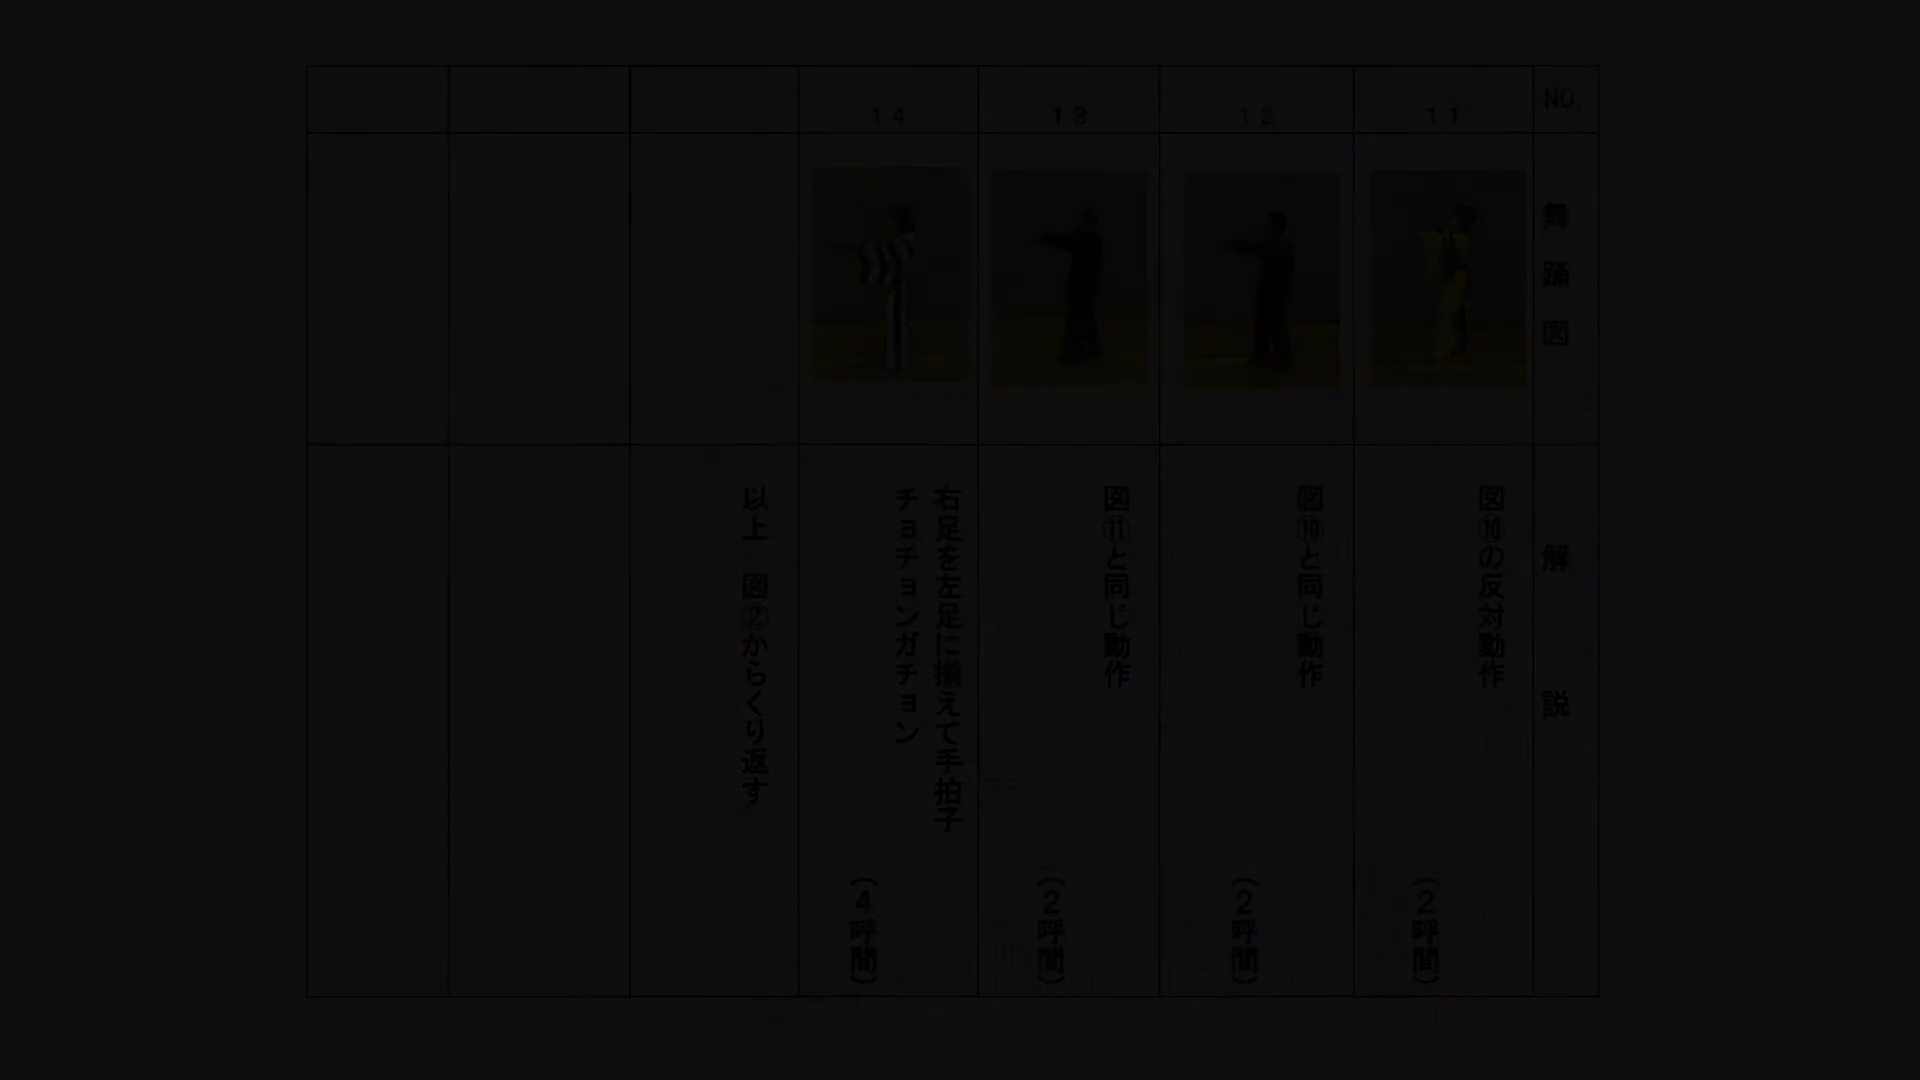 NO.
舞踊図
解説
11
図⑩の反対動作
(2呼間)
12
図⑩と同じ動作
(2呼間)
13
図⑪と同じ動作
(2呼間)
14
右足を左足に揃えて手拍子
チョチョンガチョン
(4呼間)
以上 図②からくり返す